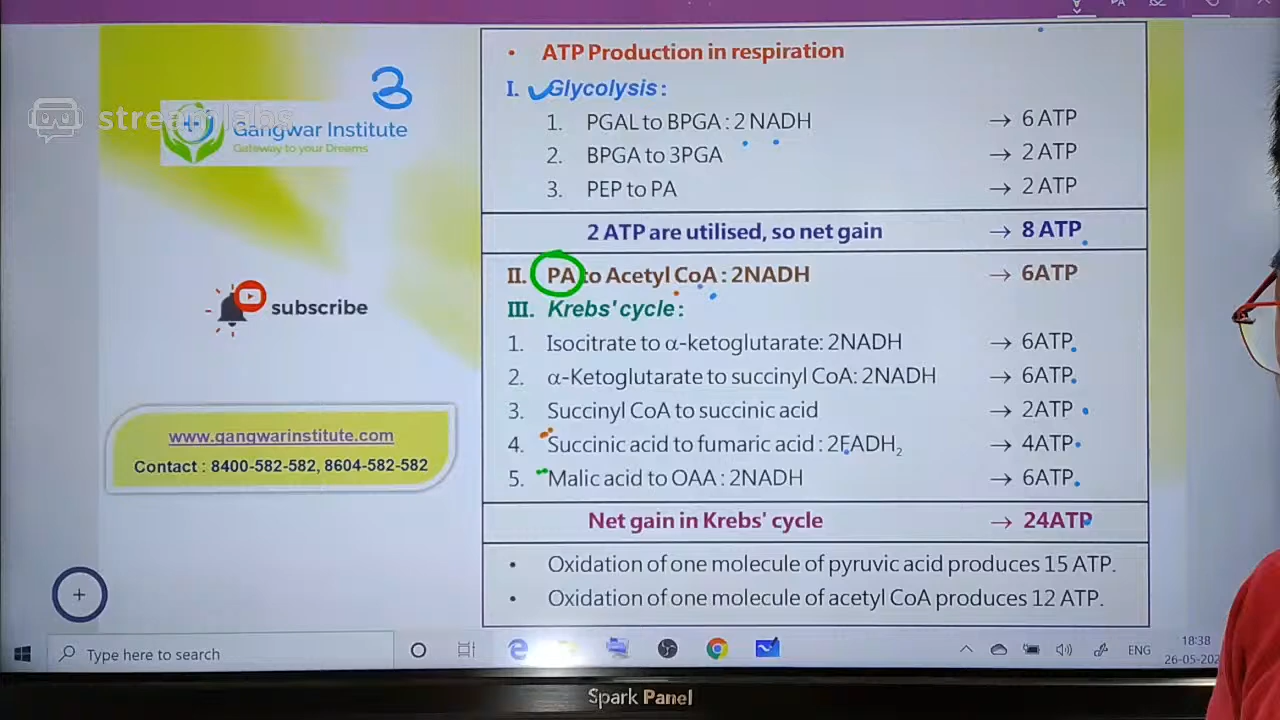 3
streamlabs
Gangwar Institute
Gateway to your Dreams
subscribe
www.gangwarinstitute.com
Contact : 8400-582-582, 8604-582-582
• ATP Production in respiration
I. Glycolysis :
1. PGAL to BPGA : 2 NADH → 6 ATP
2. BPGA to 3PGA → 2 ATP
3. PEP to PA → 2 ATP
2 ATP are utilised, so net gain → 8 ATP
II. PA to Acetyl CoA : 2NADH → 6ATP
III. Krebs' cycle :
1. Isocitrate to α-ketoglutarate: 2NADH → 6ATP
2. α-Ketoglutarate to succinyl CoA: 2NADH → 6ATP
3. Succinyl CoA to succinic acid → 2ATP
4. Succinic acid to fumaric acid : 2FADH₂ → 4ATP
5. Malic acid to OAA : 2NADH → 6ATP
Net gain in Krebs' cycle → 24ATP
• Oxidation of one molecule of pyruvic acid produces 15 ATP.
• Oxidation of one molecule of acetyl CoA produces 12 ATP.
Type here to search
ENG
18:38
26-05-202
Spark Panel